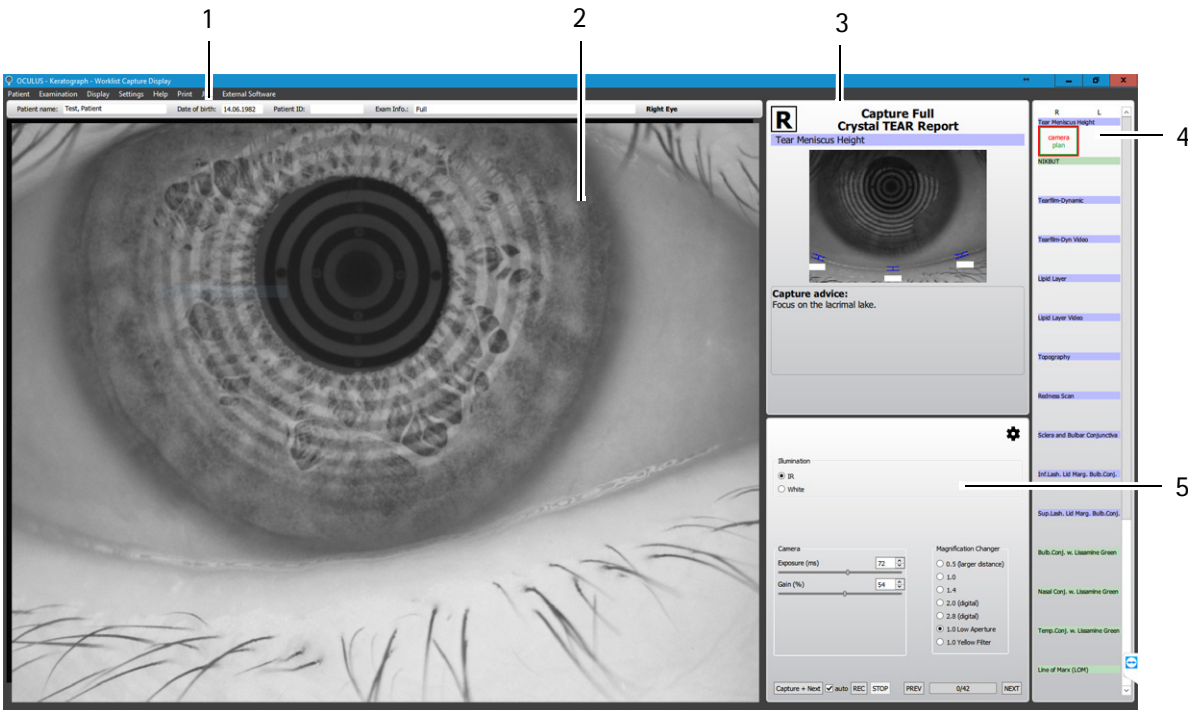 1
2
3
4
5
OCULUS - Keratograph - Worklist Capture Display
Patient Examination Display Settings Help Print External Software
Patient name: Test, Patient Date of birth: 14.06.1982 Patient ID: Exam Info.: Full Right Eye
R
Capture Full
Crystal TEAR Report
Tear Meniscus Height
Capture advice:
Focus on the lacrimal lake.
Illumination
IR
White
Camera
Exposure (ms) 72
Gain (%) 54
Magnification Changer
0.5 (larger distance)
1.0
1.4
2.0 (digital)
2.8 (digital)
1.0 Low Aperture
1.0 Yellow Filter
Capture + Next auto REC STOP PREV 0/42 NEXT
R L
Tear Meniscus Height
camera
plan
NIKBUT
Tearfilm-Dynamic
Tearfilm-Dyn Video
Lipid Layer
Lipid Layer Video
Topography
Redness Scan
Sclera and Bulbar Conjunctiva
Inf.Lash. Lid Marg. Bulb.Conj.
Sup.Lash. Lid Marg. Bulb.Conj.
Bulb.Conj. w. Lissamine Green
Nasal Conj. w. Lissamine Green
Temp.Conj. w. Lissamine Green
Line of Marx (LOM)